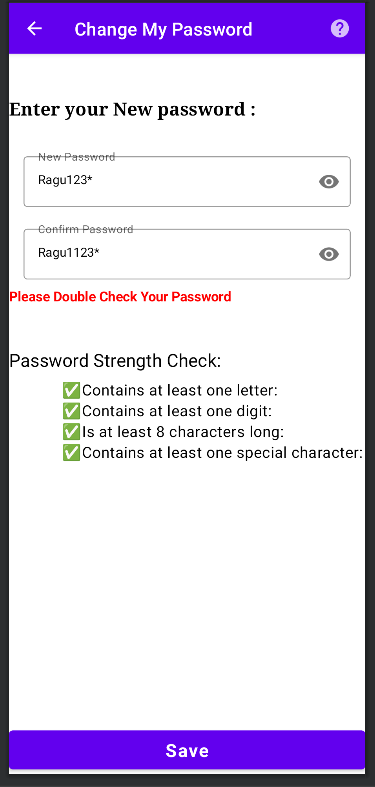 Change My Password
Enter your New password :
New Password
Ragu123*
Confirm Password
Ragu1123*
Please Double Check Your Password
Password Strength Check:
✅Contains at least one letter:
✅Contains at least one digit:
✅Is at least 8 characters long:
✅Contains at least one special character:
Save